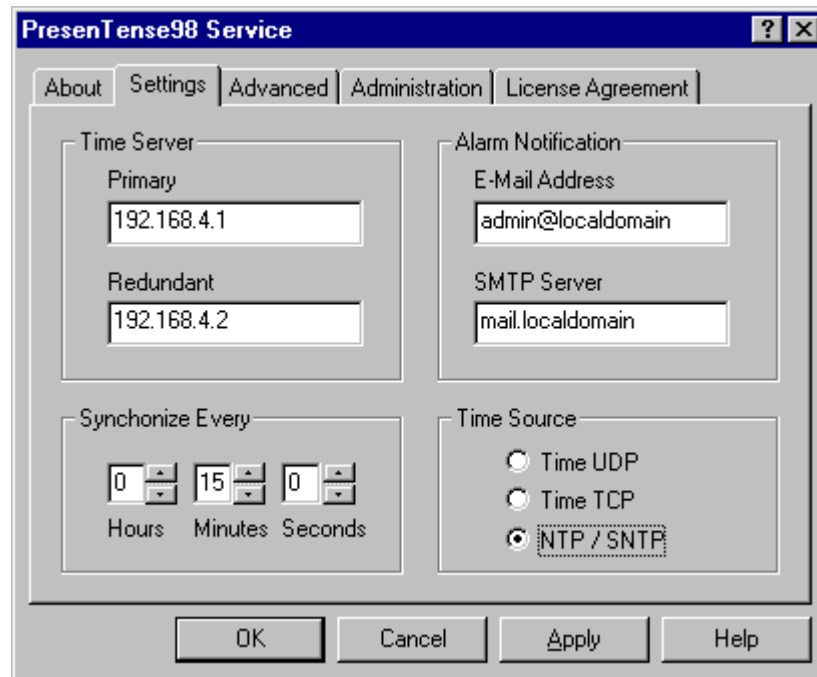 PresenTense98 Service
About Settings Advanced Administration License Agreement
Time Server
Primary
192.168.4.1
Redundant
192.168.4.2
Alarm Notification
E-Mail Address
admin@localdomain
SMTP Server
mail.localdomain
Synchonize Every
0 15 0
Hours Minutes Seconds
Time Source
Time UDP
Time TCP
NTP / SNTP
OK Cancel Apply Help